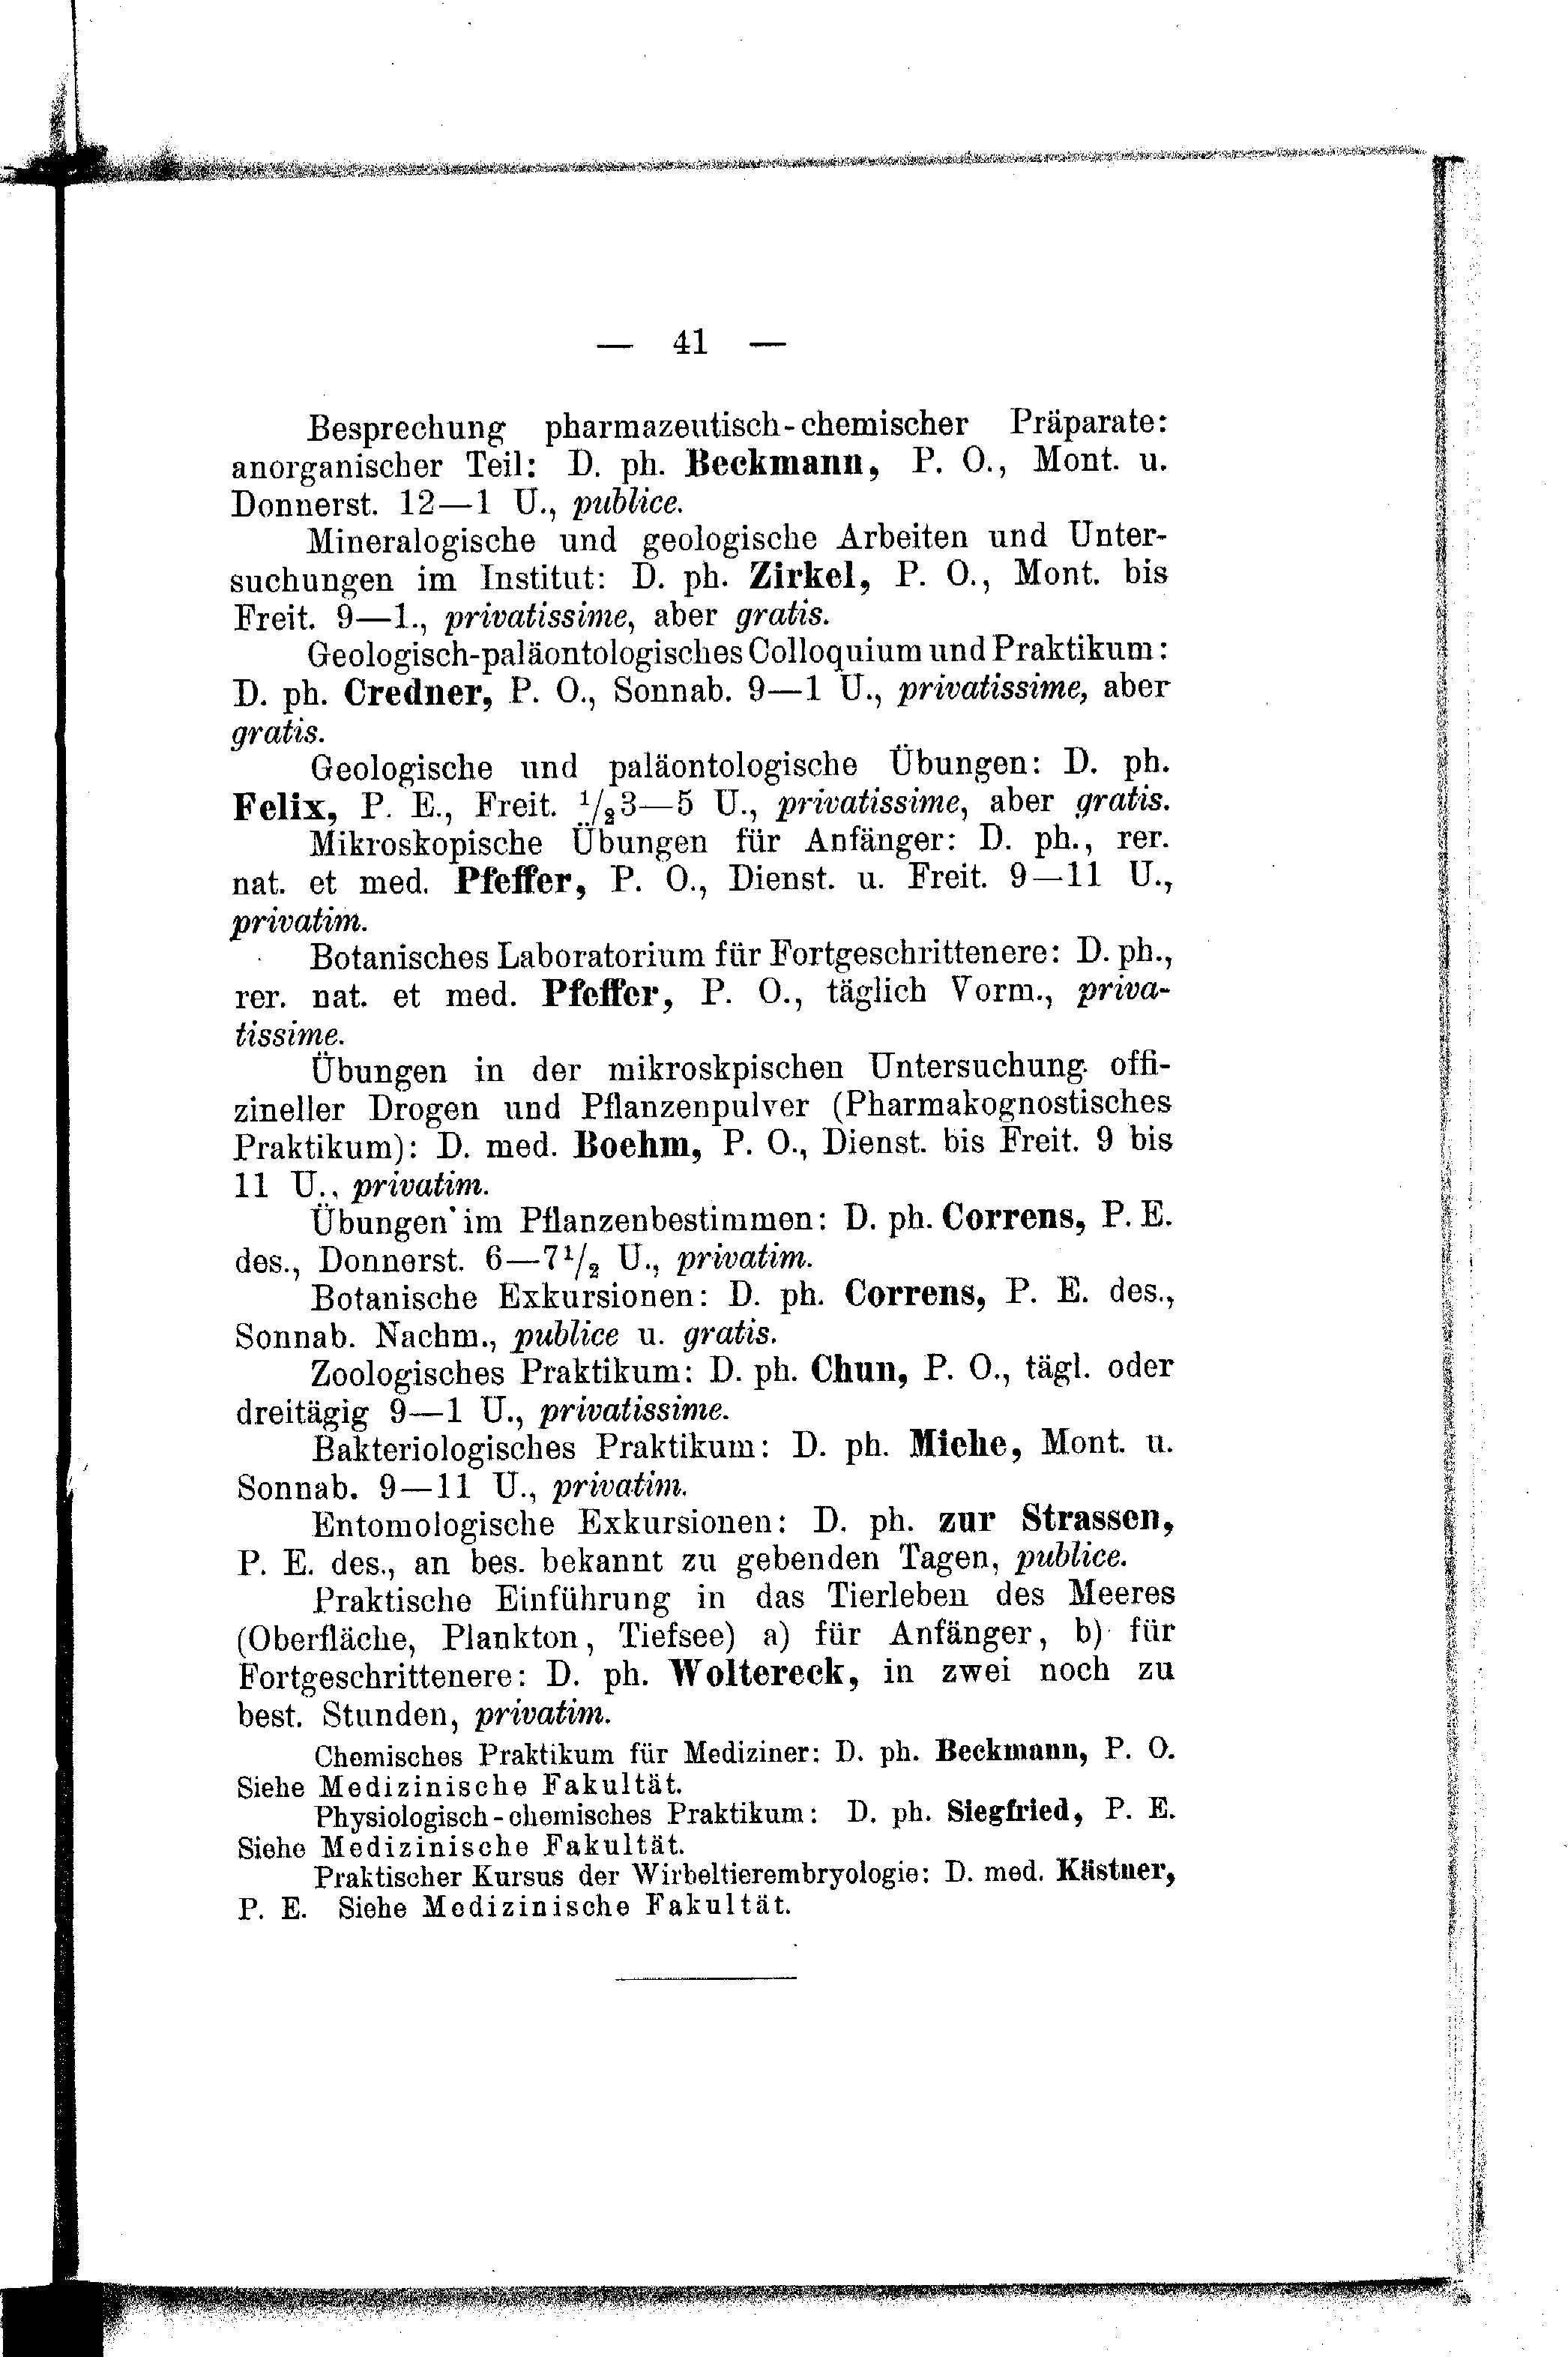 — 41 —
Besprechung pharmazeutisch-chemischer Präparate:
anorganischer Teil: D. ph. Beckmann, P. O., Mont. u.
Donnerst. 12—1 U., publice.
Mineralogische und geologische Arbeiten und Unter-
suchungen im Institut: D. ph. Zirkel, P. O., Mont. bis
Freit. 9—1., privatissime, aber gratis.
Geologisch-paläontologisches Colloquium und Praktikum:
D. ph. Credner, P. O., Sonnab. 9—1 U., privatissime, aber
gratis.
Geologische und paläontologische Übungen: D. ph.
Felix, P. E., Freit. 1/23—5 U., privatissime, aber gratis.
Mikroskopische Übungen für Anfänger: D. ph., rer.
nat. et med. Pfeffer, P. O., Dienst. u. Freit. 9—11 U.,
privatim.
Botanisches Laboratorium für Fortgeschrittenere: D. ph.,
rer. nat. et med. Pfeffer, P. O., täglich Vorm., priva-
tissime.
Übungen in der mikroskpischen Untersuchung offi-
zineller Drogen und Pflanzenpulver (Pharmakognostisches
Praktikum): D. med. Boehm, P. O., Dienst. bis Freit. 9 bis
11 U., privatim.
Übungen im Pflanzenbestimmen: D. ph. Correns, P. E.
des., Donnerst. 6—7 1/2 U., privatim.
Botanische Exkursionen: D. ph. Correns, P. E. des.,
Sonnab. Nachm., publice u. gratis.
Zoologisches Praktikum: D. ph. Chun, P. O., tägl. oder
dreitägig 9—1 U., privatissime.
Bakteriologisches Praktikum: D. ph. Miehe, Mont. u.
Sonnab. 9—11 U., privatim.
Entomologische Exkursionen: D. ph. zur Strassen,
P. E. des., an bes. bekannt zu gebenden Tagen, publice.
Praktische Einführung in das Tierleben des Meeres
(Oberfläche, Plankton, Tiefsee) a) für Anfänger, b) für
Fortgeschrittenere: D. ph. Woltereck, in zwei noch zu
best. Stunden, privatim.
Chemisches Praktikum für Mediziner: D. ph. Beckmann, P. O.
Siehe Medizinische Fakultät.
Physiologisch-chemisches Praktikum: D. ph. Siegfried, P. E.
Siehe Medizinische Fakultät.
Praktischer Kursus der Wirbeltierembryologie: D. med. Kästner,
P. E. Siehe Medizinische Fakultät.